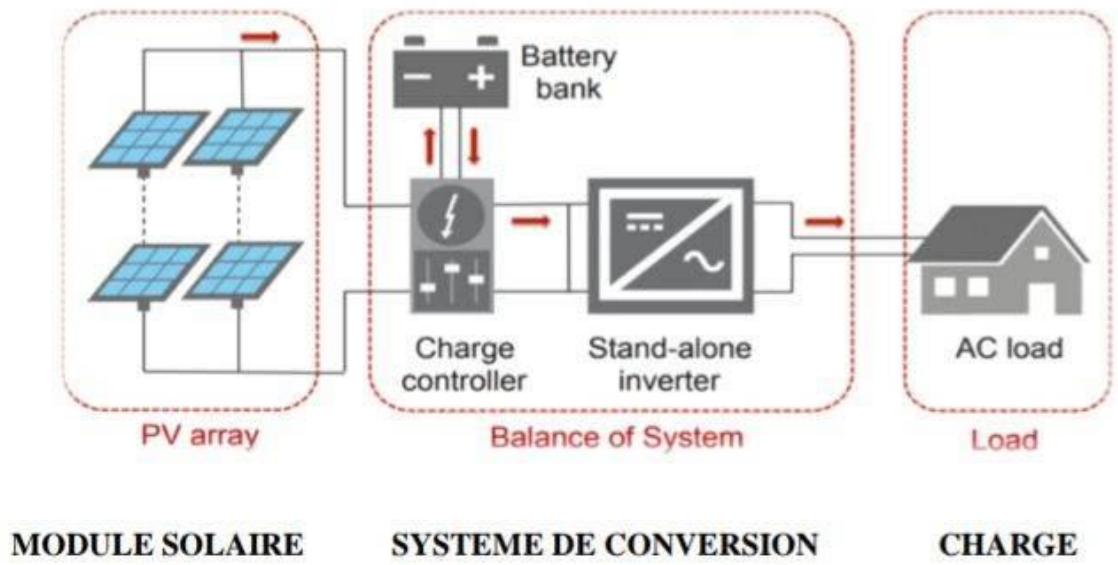 Battery
bank
Charge
controller
Stand-alone
inverter
AC load
PV array
Balance of System
Load
MODULE SOLAIRE
SYSTEME DE CONVERSION
CHARGE